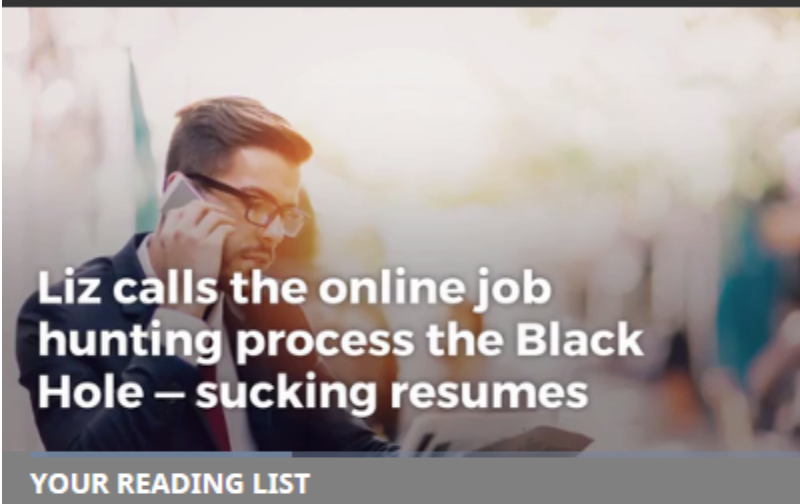 Liz calls the online job
hunting process the Black
Hole – sucking resumes
YOUR READING LIST